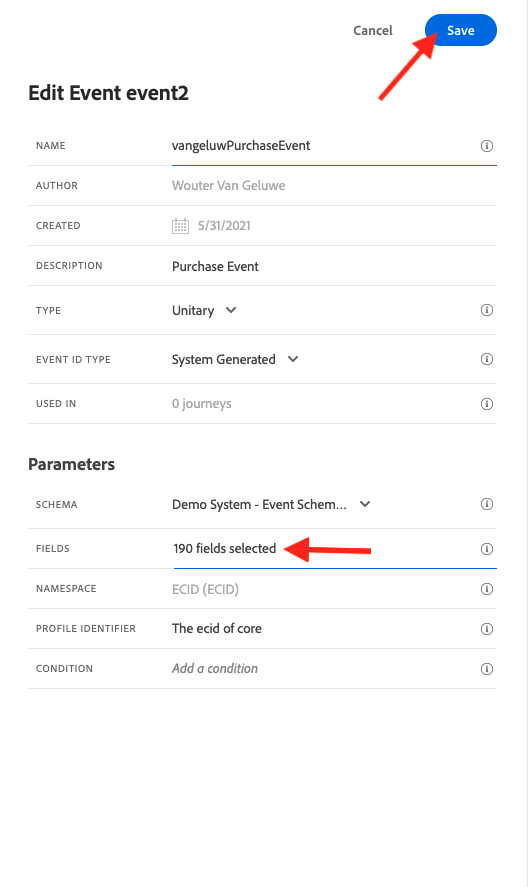 Cancel Save
Edit Event event2
NAME vangeluwPurchaseEvent
AUTHOR Wouter Van Geluwe
CREATED 5/31/2021
DESCRIPTION Purchase Event
TYPE Unitary
EVENT ID TYPE System Generated
USED IN 0 journeys
Parameters
SCHEMA Demo System - Event Schem...
FIELDS 190 fields selected
NAMESPACE ECID (ECID)
PROFILE IDENTIFIER The ecid of core
CONDITION Add a condition